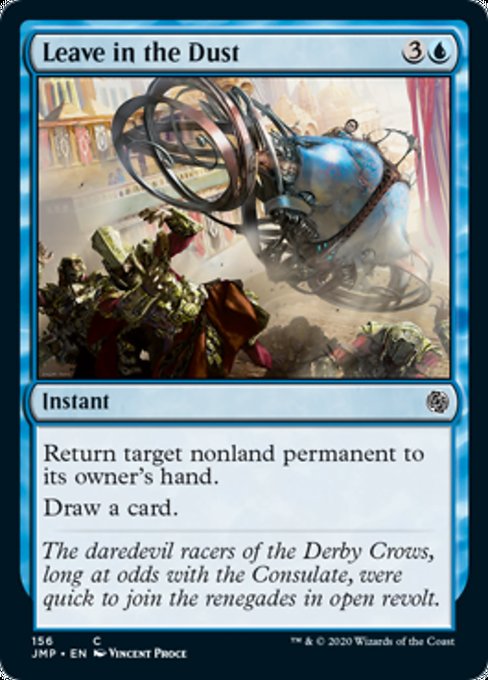 Leave in the Dust 3
Instant
Return target nonland permanent to
its owner's hand.
Draw a card.
The daredevil racers of the Derby Crows,
long at odds with the Consulate, were
quick to join the renegades in open revolt.
156 C
JMP • EN Vincent Proce
™ & © 2020 Wizards of the Coast